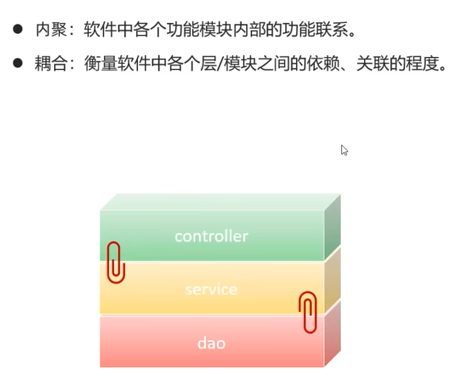 ● 内聚：软件中各个功能模块内部的功能联系。
● 耦合：衡量软件中各个层/模块之间的依赖、关联的程度。
controller
service
dao